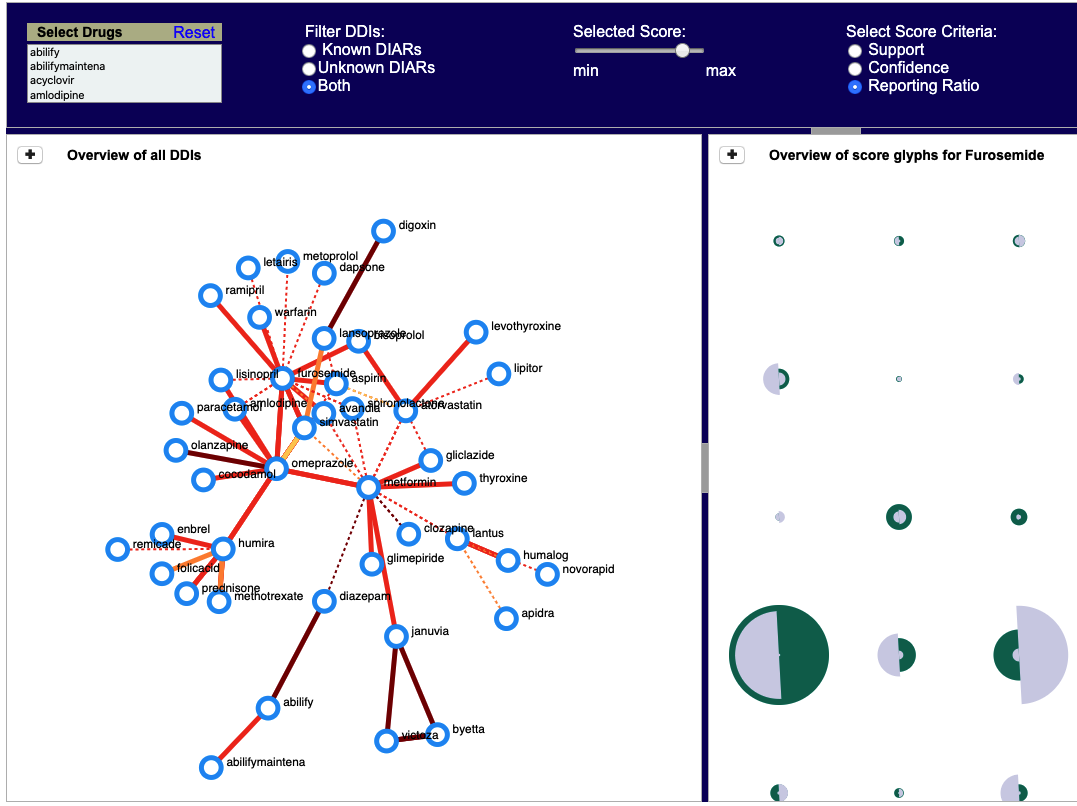 Select Drugs Reset
abilify
abilifymaintena
acyclovir
amlodipine
Filter DDIs:
Known DIARs
Unknown DIARs
Both
Selected Score:
min max
Select Score Criteria:
Support
Confidence
Reporting Ratio
Overview of all DDIs
digoxin
metoprolol
letairis
dapsone
ramipril
warfarin
lansoprazole
bisoprolol
levothyroxine
lipitor
lisinopril
furosemide
aspirin
paracetamol
amlodipine
avandia
spironolactone
atorvastatin
simvastatin
olanzapine
omeprazole
gliclazide
cocodamol
metformin
thyroxine
enbrel
clozapine
lantus
remicade
humira
glimepiride
humalog
folicacid
novorapid
prednisone
methotrexate
diazepam
apidra
januvia
abilify
byetta
victoza
abilifymaintena
Overview of score glyphs for Furosemide